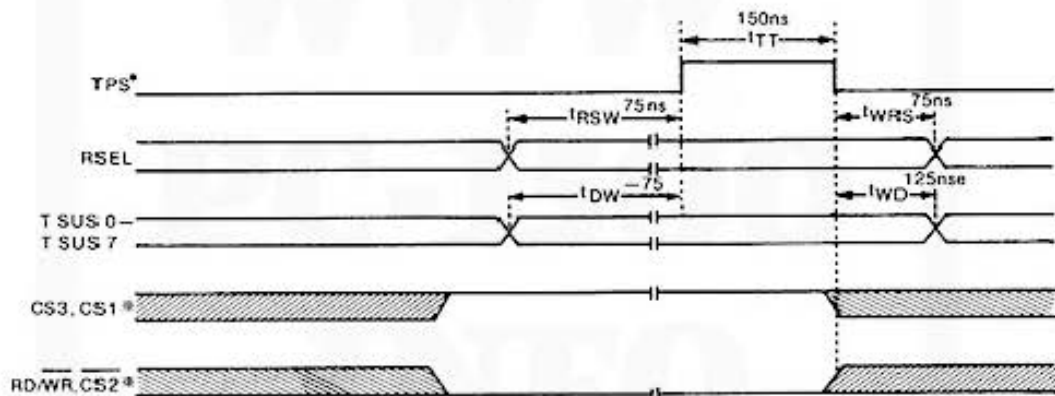 150ns
tTT
TPS*
tRSW 75ns
75ns
tWRS
RSEL
tDW -75
125nse
tWD
T SUS 0-
T SUS 7
CS3, CS1
RD/WR, CS2